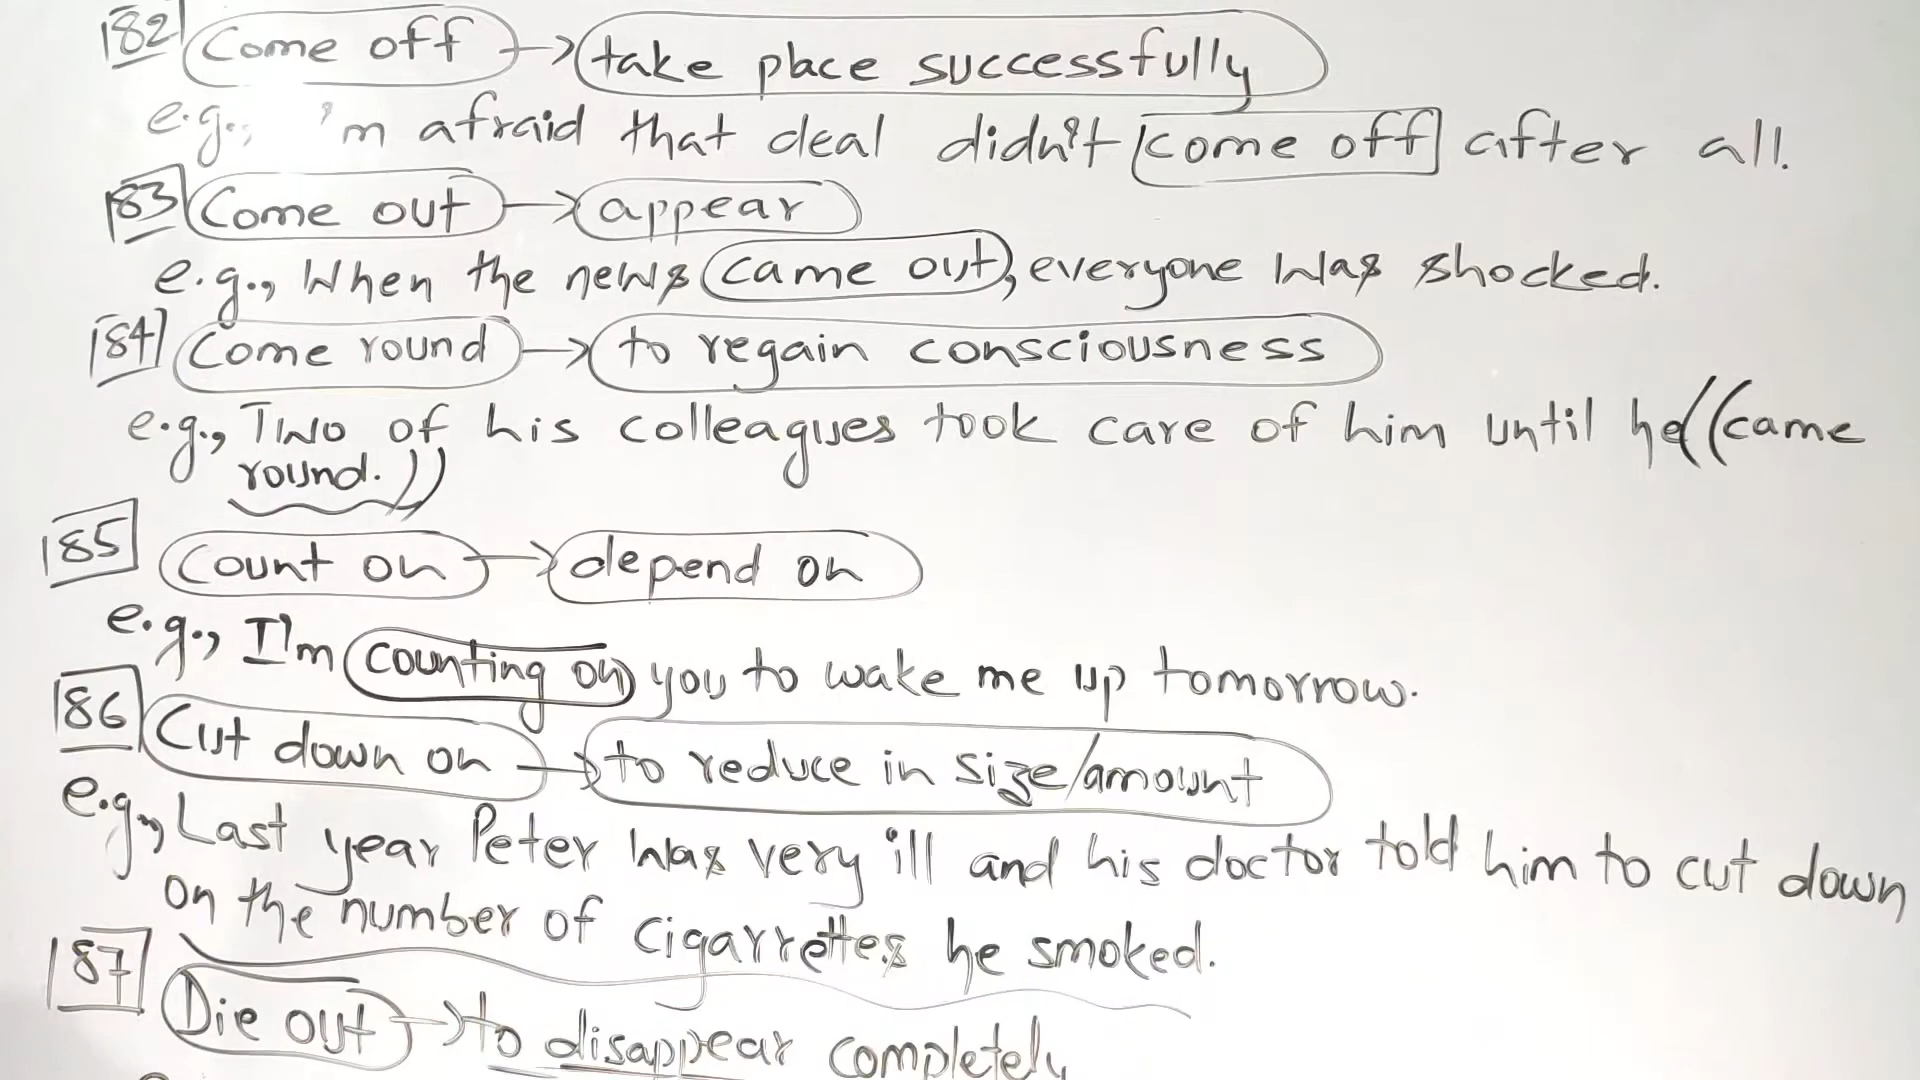 182 Come off → take place successfully
e.g., 'm afraid that deal didn't come off after all.
183 Come out → appear
e.g., When the news came out, everyone was shocked.
184 Come round → to regain consciousness
e.g., Two of his colleagues took care of him until he ((came
round.))
185 Count on → depend on
e.g., I'm counting on you to wake me up tomorrow.
186 Cut down on → to reduce in size/amount
e.g., Last year Peter was very ill and his doctor told him to cut down
on the number of cigarrettes he smoked.
187 Die out → to disappear completely